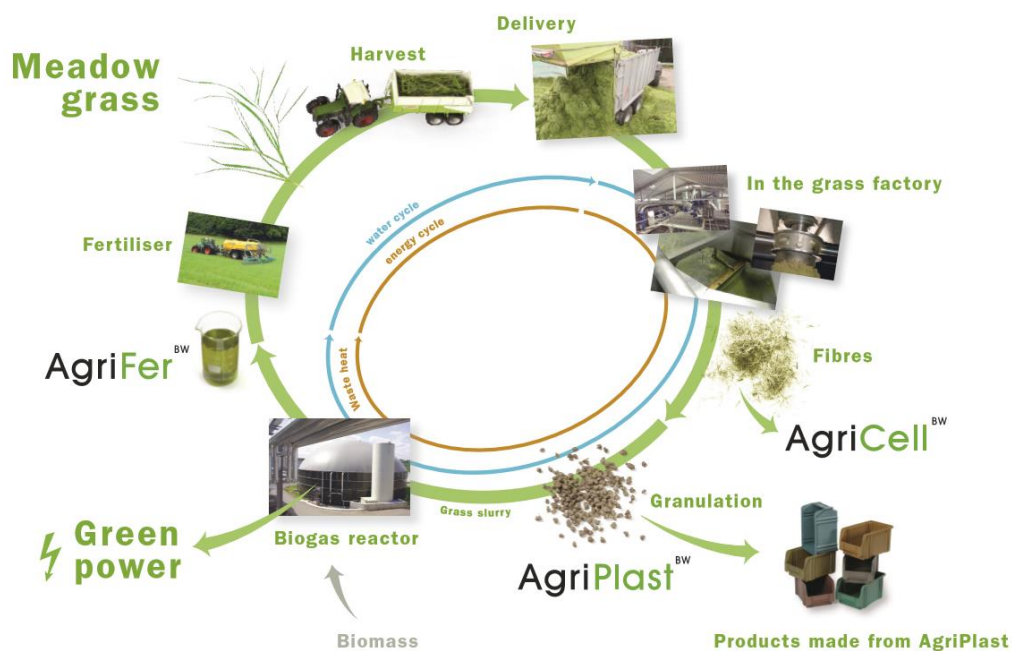 Delivery
Harvest
Meadow
grass
In the grass factory
water cycle
energy cycle
Fertiliser
Waste heat
AgriFer BW
Fibres
AgriCell BW
Granulation
Grass slurry
AgriPlast BW
Biogas reactor
Green
power
Biomass
Products made from AgriPlast